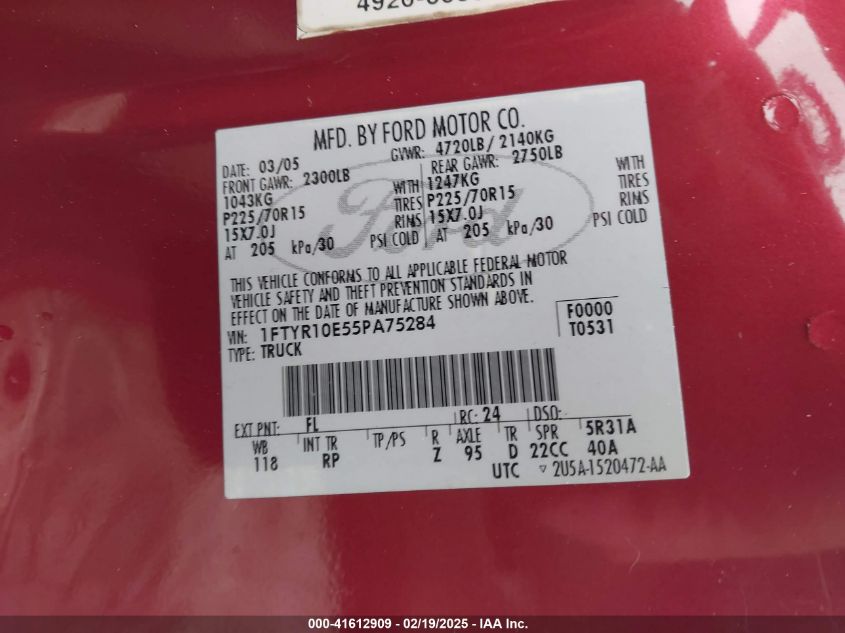 MFD. BY FORD MOTOR CO.
DATE: 03/05 GVWR: 4720LB/ 2140KG
FRONT GAWR: 2300LB REAR GAWR: 2750LB
1043KG WITH 1247KG WITH
P225/70R15 TIRES P225/70R15 TIRES
15X7.0J RIMS 15X7.0J RIMS
AT 205 kPa/30 PSI COLD AT 205 kPa/30 PSI COLD
Ford
THIS VEHICLE CONFORMS TO ALL APPLICABLE FEDERAL MOTOR
VEHICLE SAFETY AND THEFT PREVENTION STANDARDS IN
EFFECT ON THE DATE OF MANUFACTURE SHOWN ABOVE.
VIN: 1FTYR10E55PA75284 F0000
TYPE: TRUCK T0531
EXT PNT: FL RC: 24 DSO:
WB INT TR TP/PS R AXLE TR SPR 5R31A
118 RP Z 95 D 22CC 40A
UTC ▽ 2U5A-1520472-AA
000-41612909 - 02/19/2025 - IAA Inc.